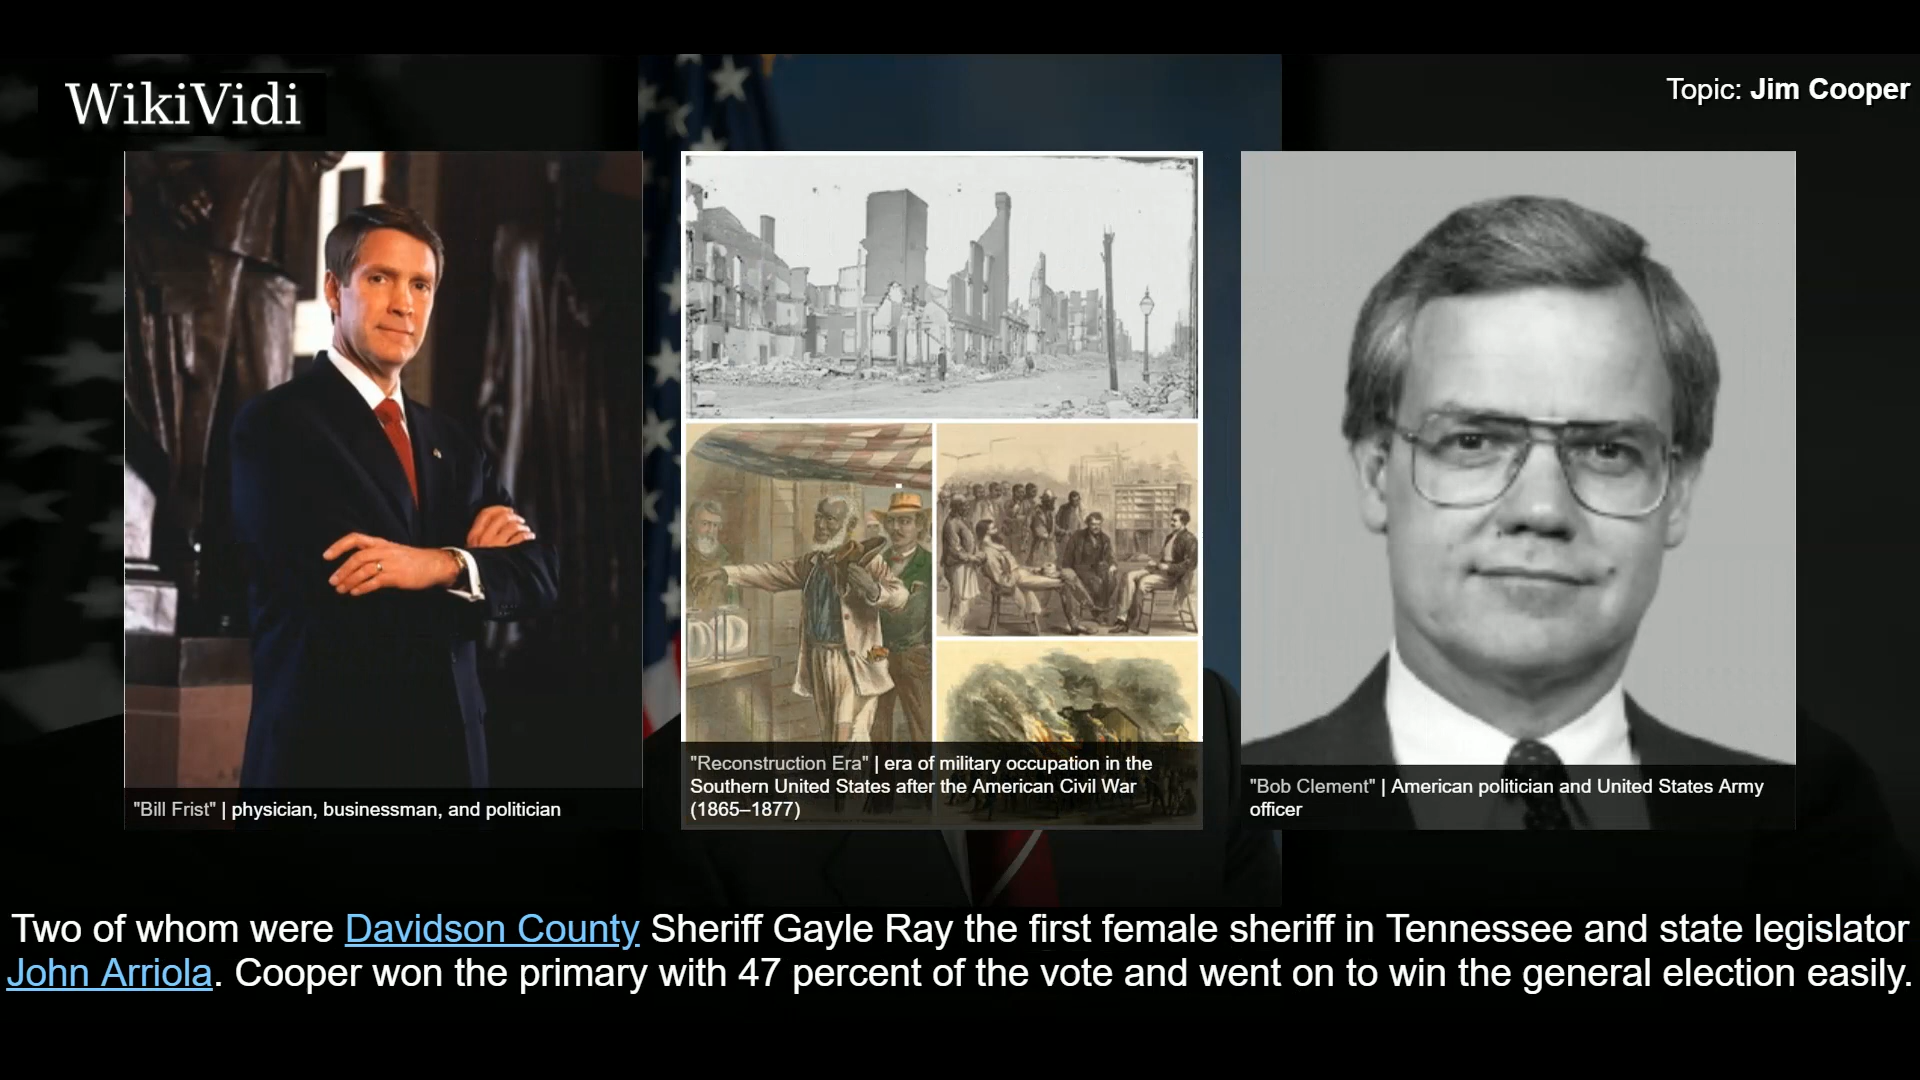 WikiVidi
Topic: Jim Cooper
"Bill Frist" | physician, businessman, and politician
"Reconstruction Era" | era of military occupation in the
Southern United States after the American Civil War
(1865–1877)
"Bob Clement" | American politician and United States Army
officer
Two of whom were Davidson County Sheriff Gayle Ray the first female sheriff in Tennessee and state legislator
John Arriola. Cooper won the primary with 47 percent of the vote and went on to win the general election easily.